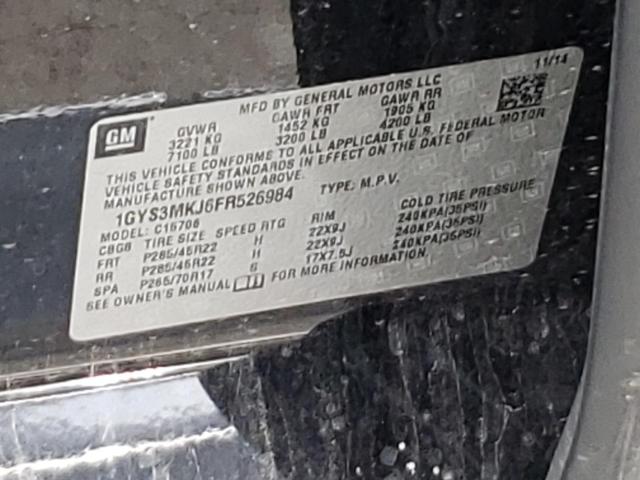 GM
MFD BY GENERAL MOTORS LLC 11/14
GVWR GAWR FRT GAWR RR
3221 KG 1452 KG 1905 KG
7100 LB 3200 LB 4200 LB
THIS VEHICLE CONFORMS TO ALL APPLICABLE U.S. FEDERAL MOTOR
VEHICLE SAFETY STANDARDS IN EFFECT ON THE DATE OF
MANUFACTURE SHOWN ABOVE.
1GYS3MKJ6FR526984 TYPE: M.P.V.
MODEL: C15706
CBGB TIRE SIZE SPEED RTG RIM COLD TIRE PRESSURE
FRT P285/45R22 H 22X9J 240KPA(35PSI)
RR P285/45R22 H 22X9J 240KPA(35PSI)
SPA P265/70R17 S 17X7.5J 240KPA(35PSI)
SEE OWNER'S MANUAL FOR MORE INFORMATION.